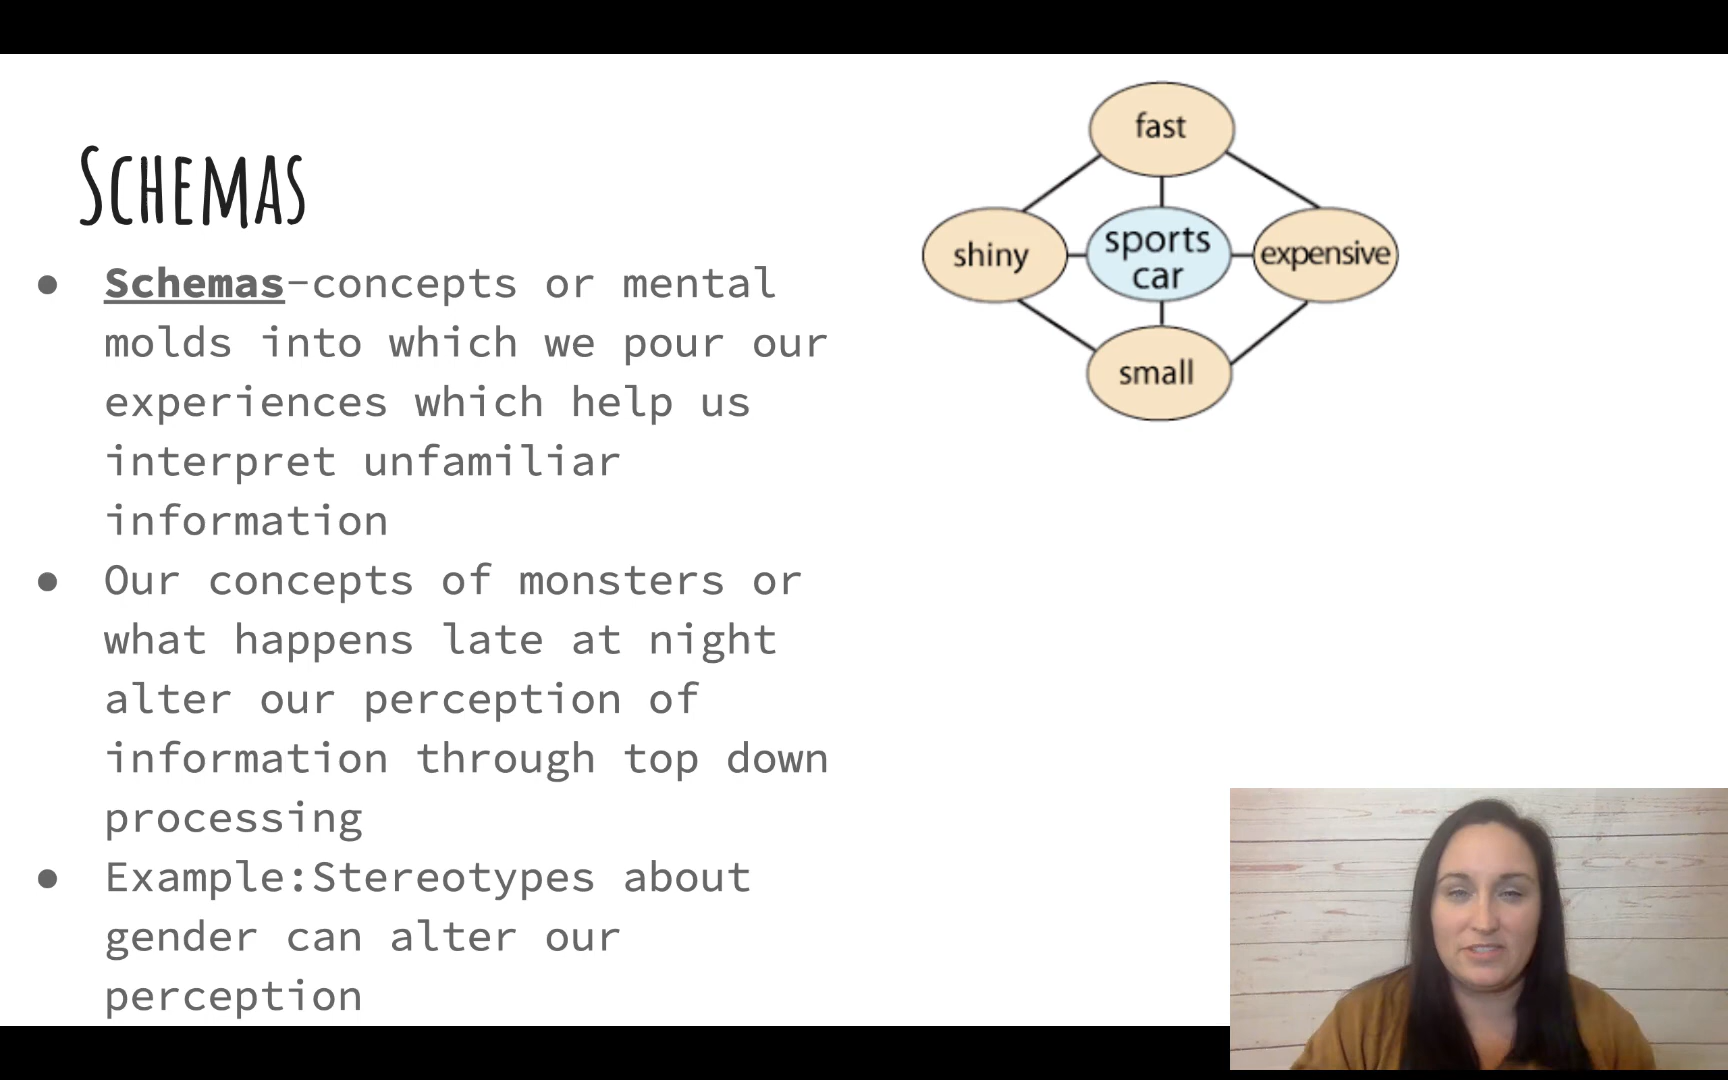 Schemas
● Schemas-concepts or mental
molds into which we pour our
experiences which help us
interpret unfamiliar
information
● Our concepts of monsters or
what happens late at night
alter our perception of
information through top down
processing
● Example:Stereotypes about
gender can alter our
perception
fast
shiny
sports
car
expensive
small